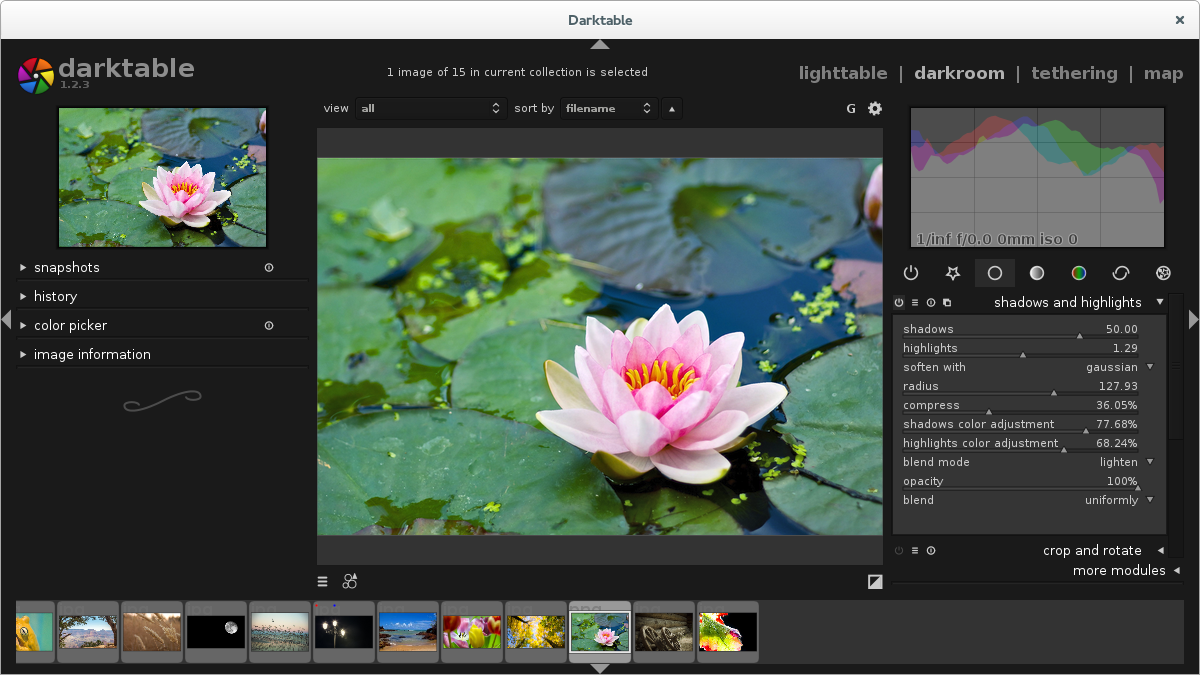 Darktable
darktable
1.2.3
1 image of 15 in current collection is selected
lighttable | darkroom | tethering | map
view all sort by filename
G
1/inf f/0.0 0mm iso 0
snapshots
history
color picker
image information
shadows and highlights
shadows 50.00
highlights 1.29
soften with gaussian
radius 127.93
compress 36.05%
shadows color adjustment 77.68%
highlights color adjustment 68.24%
blend mode lighten
opacity 100%
blend uniformly
crop and rotate
more modules